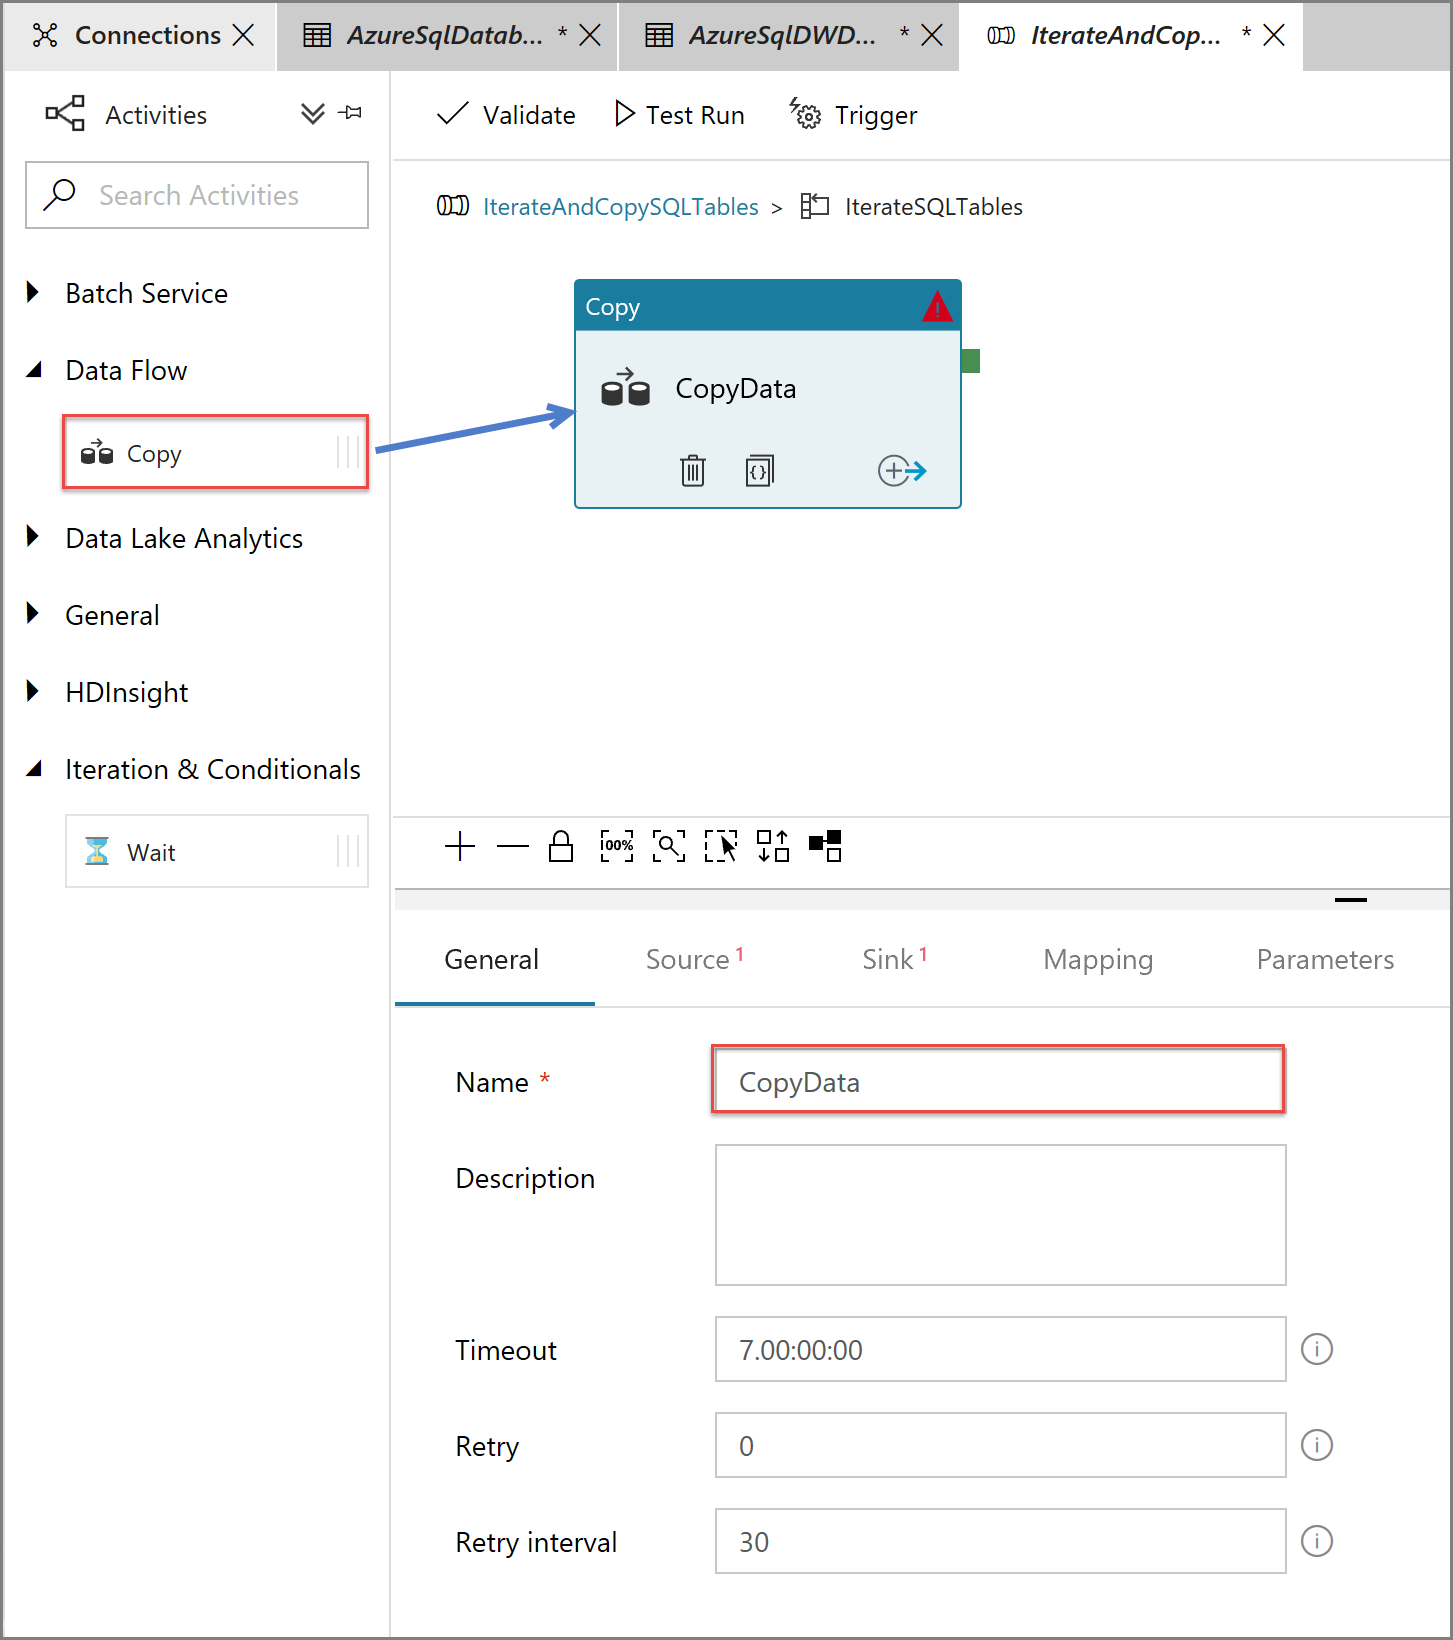 Connections
AzureSqlDatab... *
AzureSqlDWD... *
IterateAndCop... *
Activities
Validate
Test Run
Trigger
Search Activities
IterateAndCopySQLTables > IterateSQLTables
Batch Service
Data Flow
Copy
Data Lake Analytics
General
HDInsight
Iteration & Conditionals
Wait
Copy
CopyData
100%
General
Source 1
Sink 1
Mapping
Parameters
Name *
CopyData
Description
Timeout
7.00:00:00
Retry
0
Retry interval
30